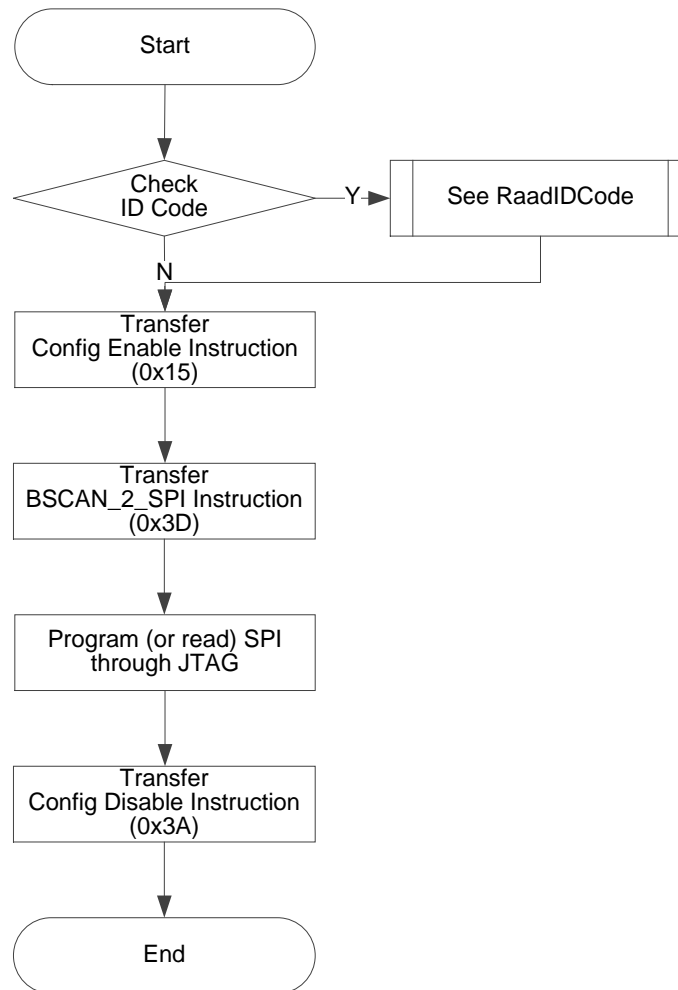 Start
Check
ID Code
Y
See RaadIDCode
N
Transfer
Config Enable Instruction
(0x15)
Transfer
BSCAN_2_SPI Instruction
(0x3D)
Program (or read) SPI
through JTAG
Transfer
Config Disable Instruction
(0x3A)
End